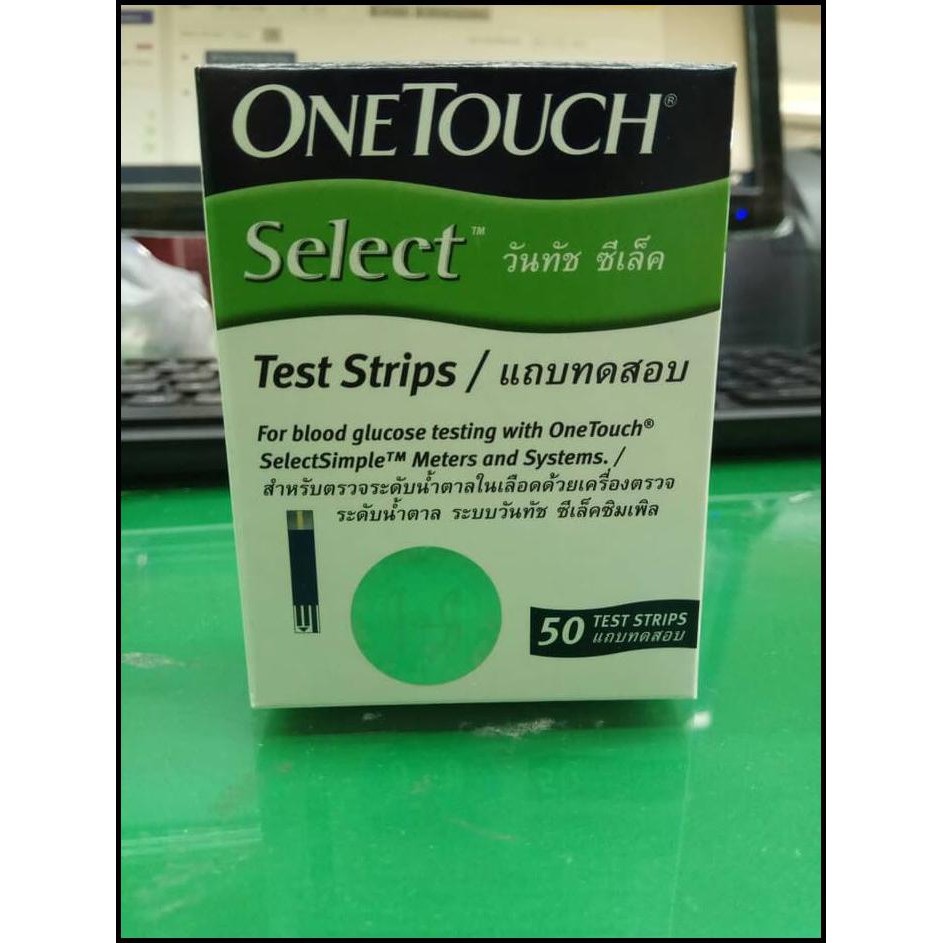 ONETOUCH®
Select™ วันทัช ซีเล็ค
Test Strips / แถบทดสอบ
For blood glucose testing with OneTouch®
SelectSimple™ Meters and Systems. /
สำหรับตรวจระดับน้ำตาลในเลือดด้วยเครื่องตรวจ
ระดับน้ำตาล ระบบวันทัช ซีเล็คซิมเพิล
50 TEST STRIPS
แถบทดสอบ